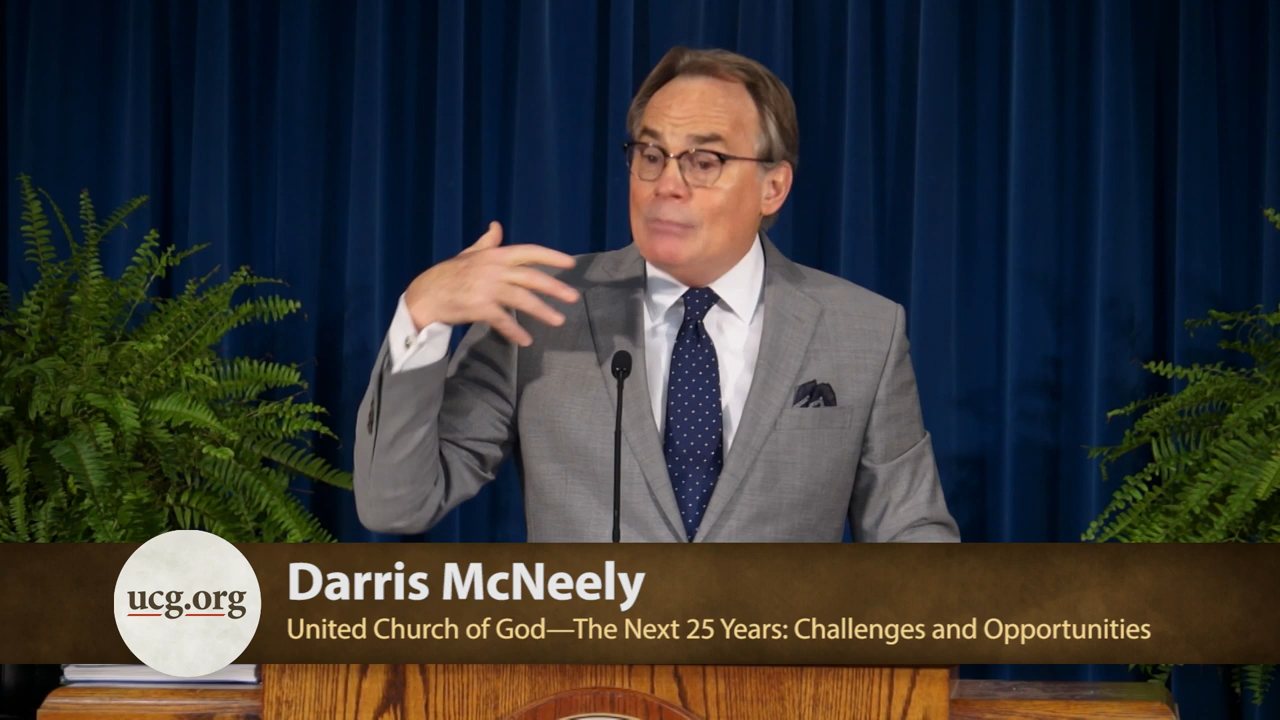 ucg.org
Darris McNeely
United Church of God—The Next 25 Years: Challenges and Opportunities